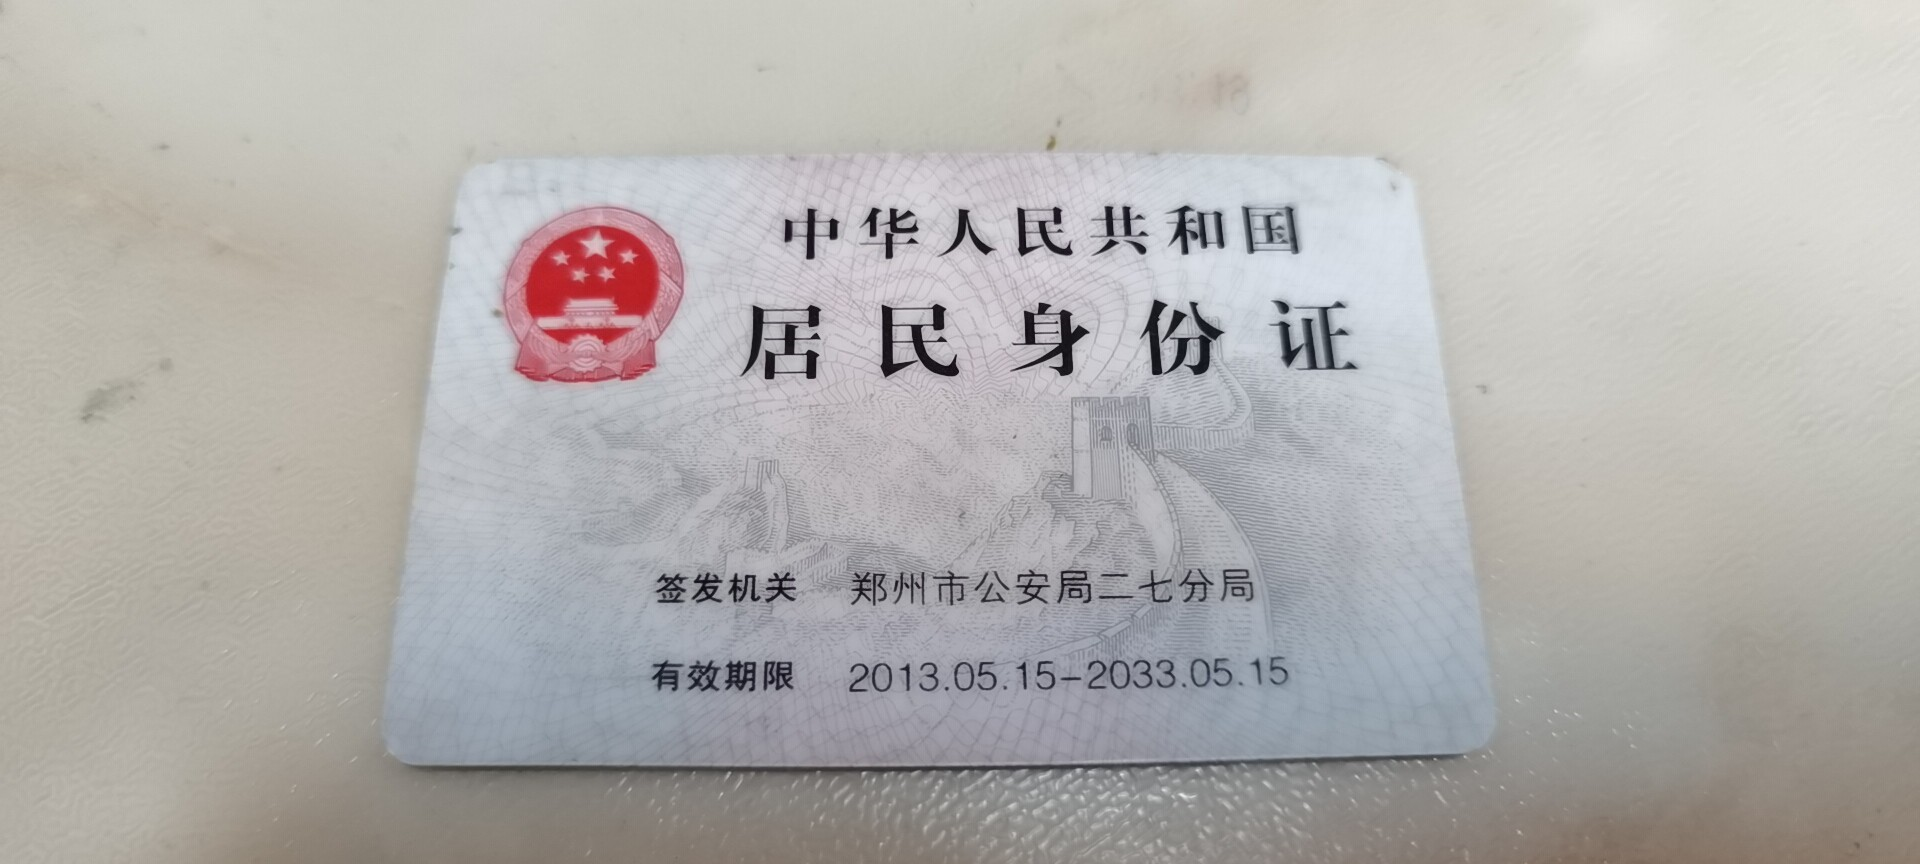 中华人民共和国
居民身份证
签发机关 郑州市公安局二七分局
有效期限 2013.05.15-2033.05.15